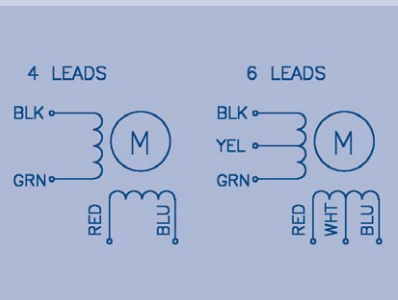 4 LEADS
6 LEADS
BLK
M
GRN
RED
BLU
BLK
YEL
M
GRN
RED
WHT
BLU